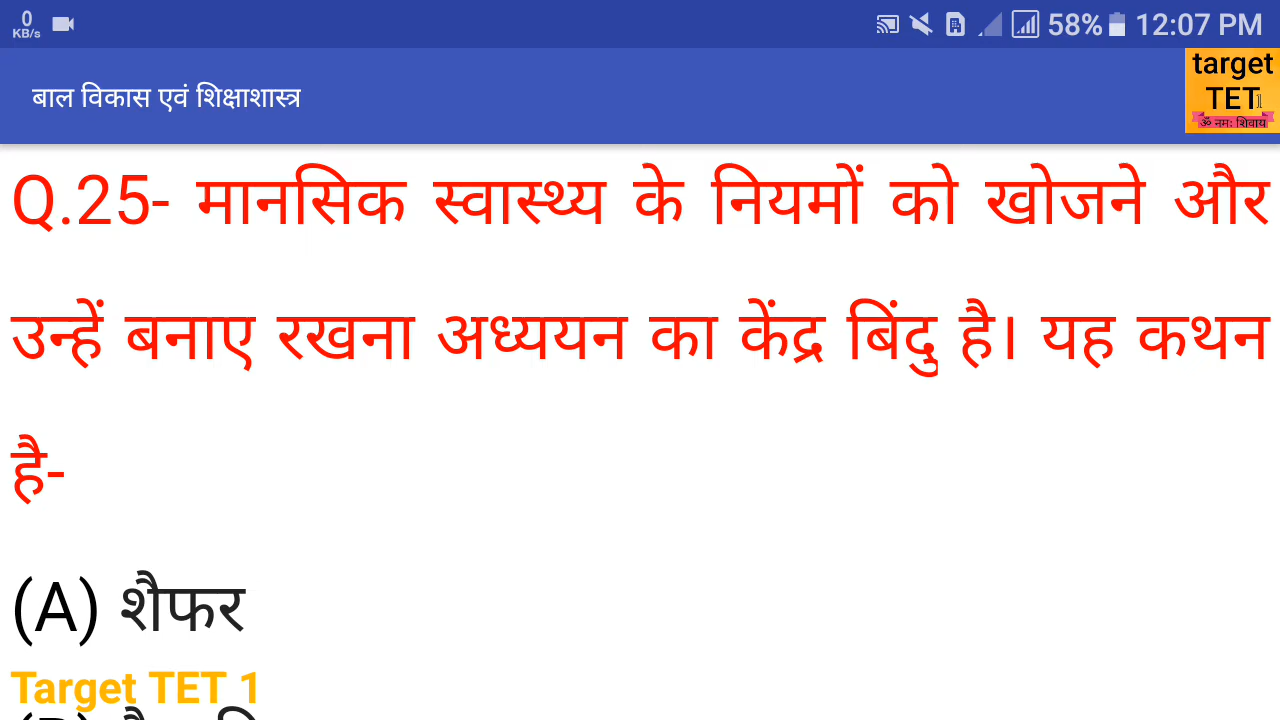 0
KB/s
58% 12:07 PM
बाल विकास एवं शिक्षाशास्त्र
target
TET1
ॐ नमः शिवाय
Q.25- मानसिक स्वास्थ्य के नियमों को खोजने और
उन्हें बनाए रखना अध्ययन का केंद्र बिंदु है। यह कथन
है-
(A) शैफर
Target TET 1